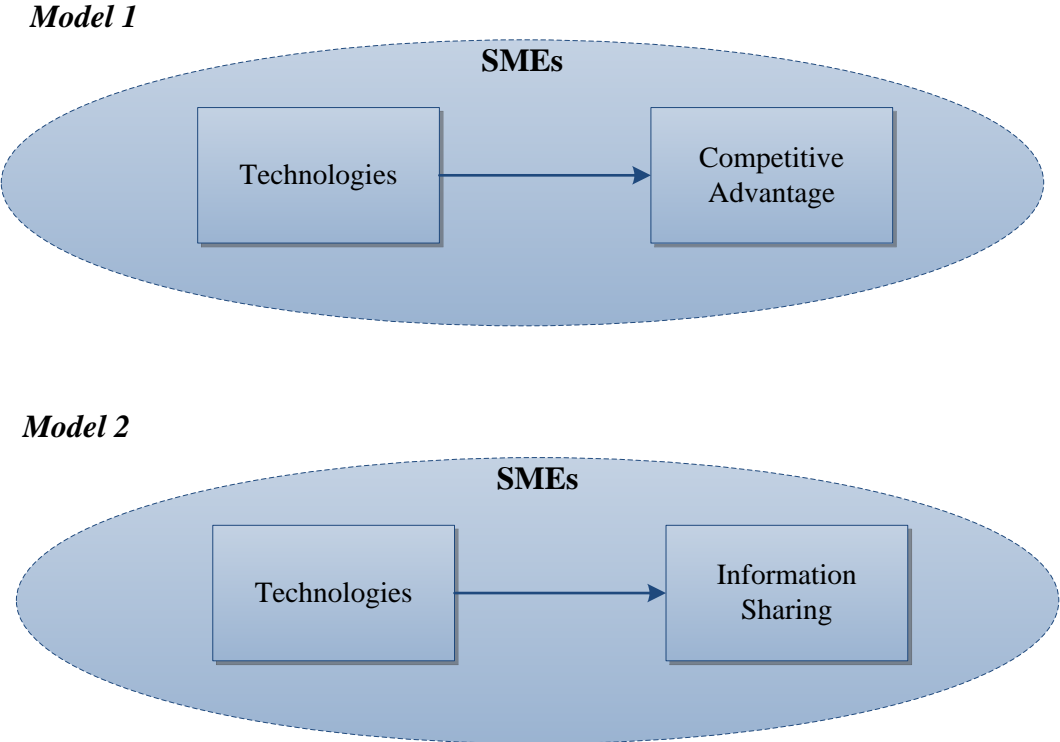 Model 1
SMEs
Technologies
Competitive
Advantage
Model 2
SMEs
Technologies
Information
Sharing